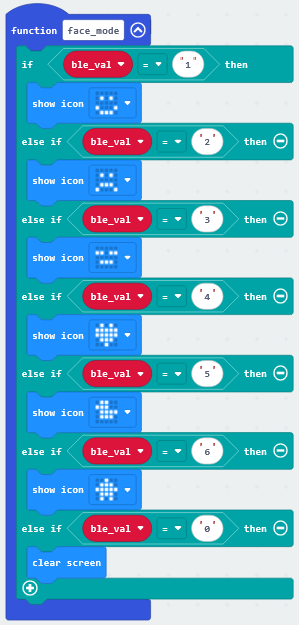 function face_mode
if ble_val = "1" then
show icon
else if ble_val = "2" then
show icon
else if ble_val = "3" then
show icon
else if ble_val = "4" then
show icon
else if ble_val = "5" then
show icon
else if ble_val = "6" then
show icon
else if ble_val = "0" then
clear screen